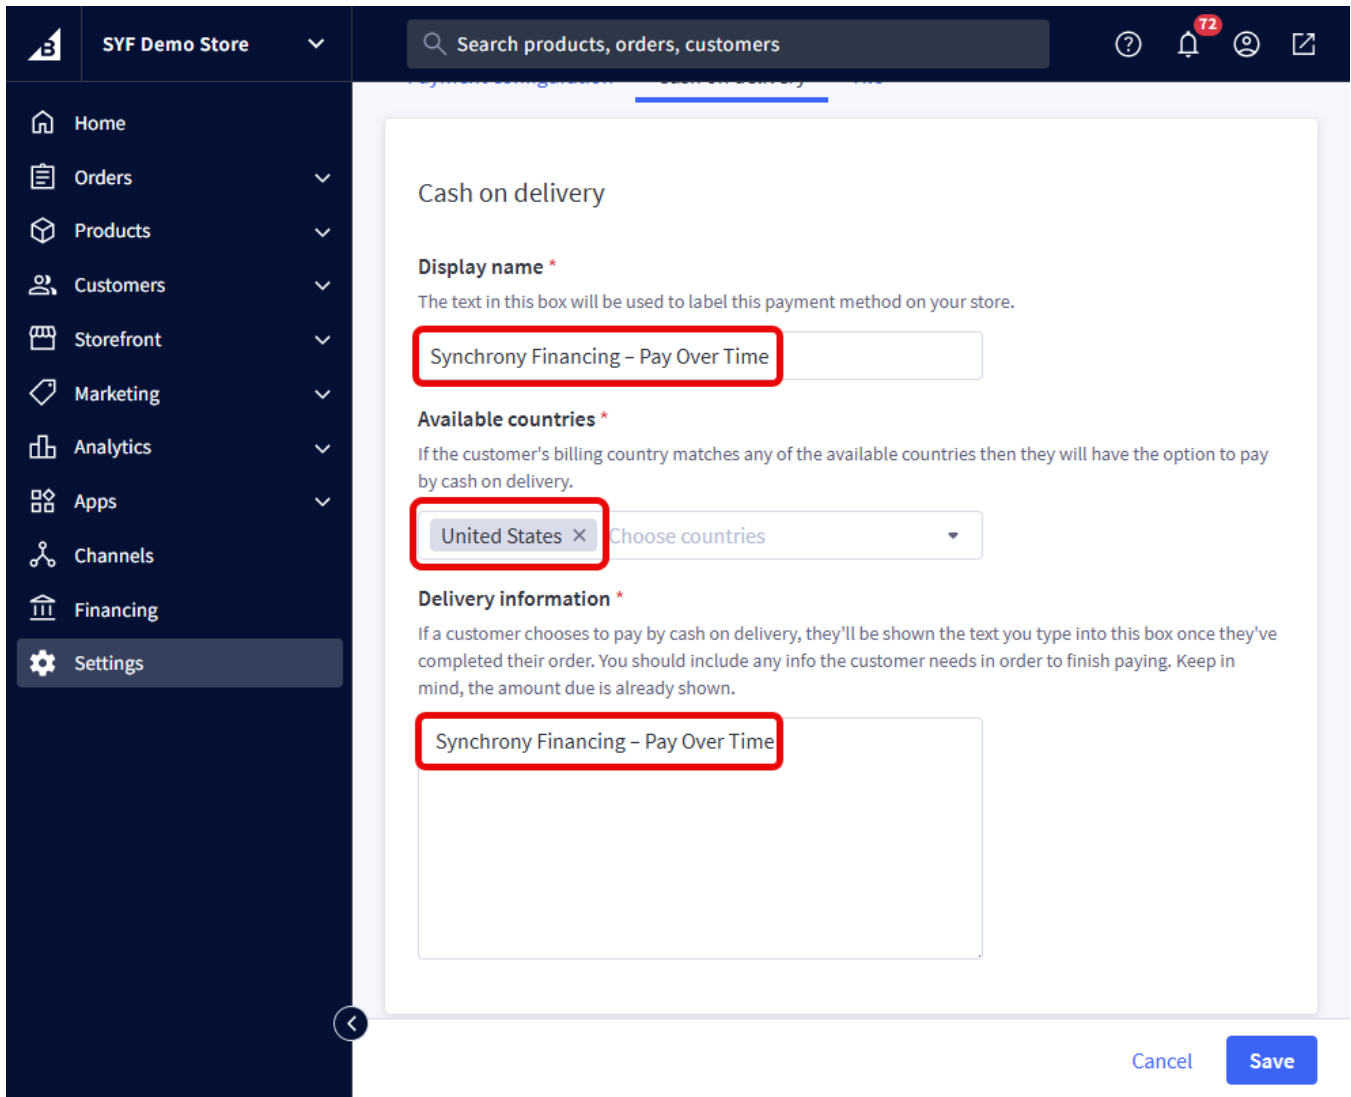 SYF Demo Store
Search products, orders, customers
72
Home
Orders
Products
Customers
Storefront
Marketing
Analytics
Apps
Channels
Financing
Settings
Payment configuration Cash on delivery
Cash on delivery
Display name *
The text in this box will be used to label this payment method on your store.
Synchrony Financing – Pay Over Time
Available countries *
If the customer's billing country matches any of the available countries then they will have the option to pay
by cash on delivery.
United States × Choose countries
Delivery information *
If a customer chooses to pay by cash on delivery, they'll be shown the text you type into this box once they've
completed their order. You should include any info the customer needs in order to finish paying. Keep in
mind, the amount due is already shown.
Synchrony Financing – Pay Over Time
Cancel
Save